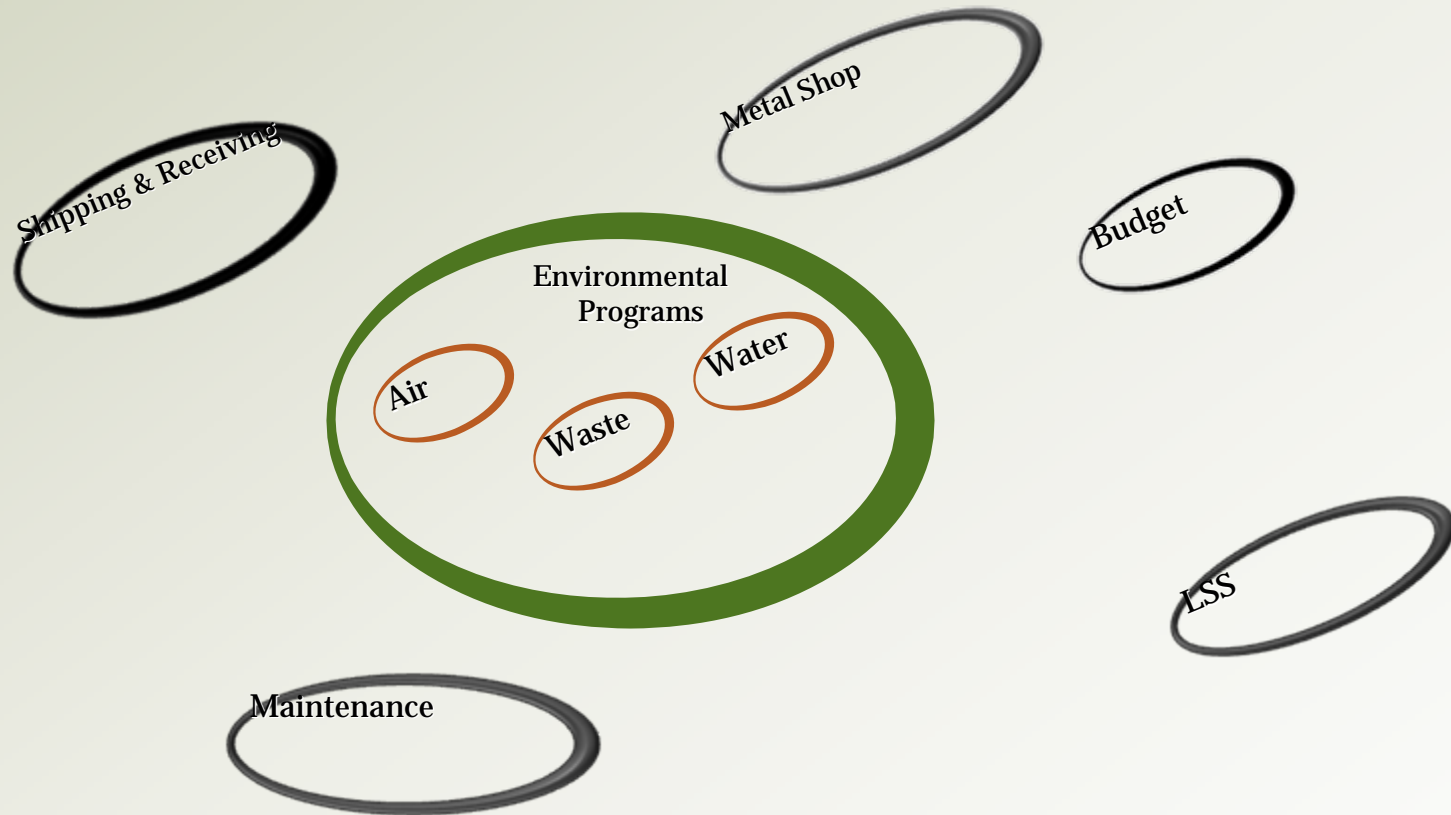 Metal Shop
Shipping & Receiving
Budget
Environmental
Programs
Water
Air
Waste
LSS
Maintenance